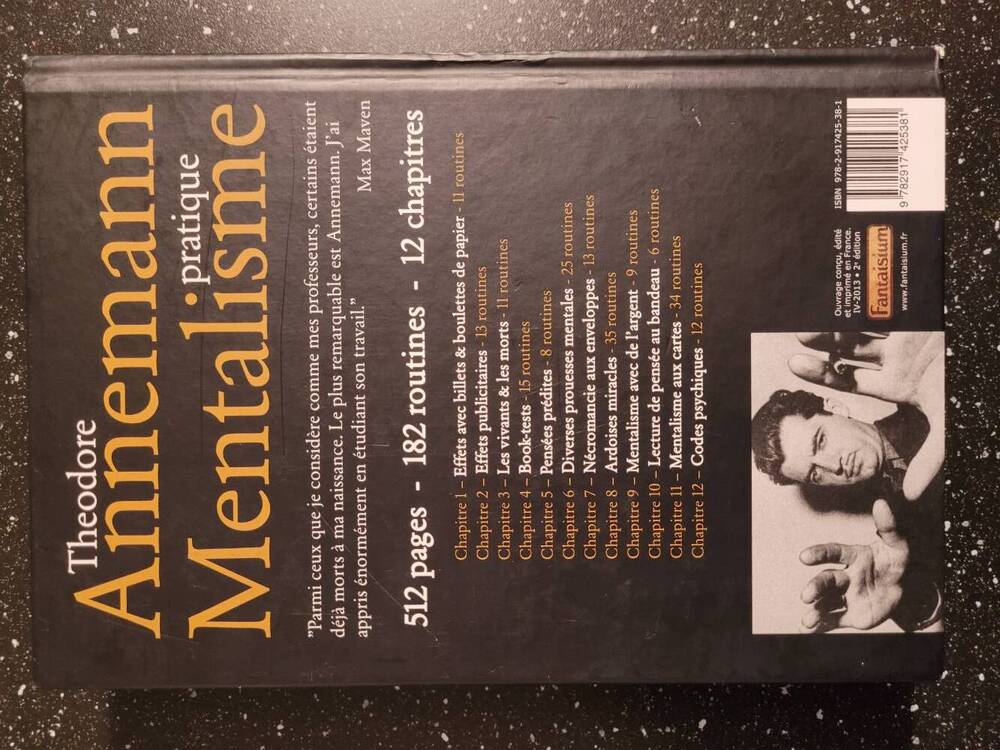 Theodore
Annemann
Mentalisme
pratique
"Parmi ceux que je considère comme mes professeurs, certains étaient
déjà morts à ma naissance. Le plus remarquable est Annemann. J'ai
appris énormément en étudiant son travail."
Max Maven
512 pages - 182 routines - 12 chapitres
Chapitre 1 – Effets avec billets & boulettes de papier - 11 routines
Chapitre 2 – Effets publicitaires - 13 routines
Chapitre 3 – Les vivants & les morts - 11 routines
Chapitre 4 – Book-tests - 15 routines
Chapitre 5 – Pensées prédites - 8 routines
Chapitre 6 – Diverses prouesses mentales - 25 routines
Chapitre 7 – Nécromancie aux enveloppes - 13 routines
Chapitre 8 – Ardoises miracles - 35 routines
Chapitre 9 – Mentalisme avec de l'argent - 9 routines
Chapitre 10 – Lecture de pensée au bandeau - 6 routines
Chapitre 11 – Mentalisme aux cartes - 34 routines
Chapitre 12 – Codes psychiques - 12 routines
Ouvrage conçu, édité
et imprimé en France.
IV-2013 • 2e édition
Fantaisium
www.fantaisium.fr
ISBN 978-2-917425-38-1
9 782917 425381